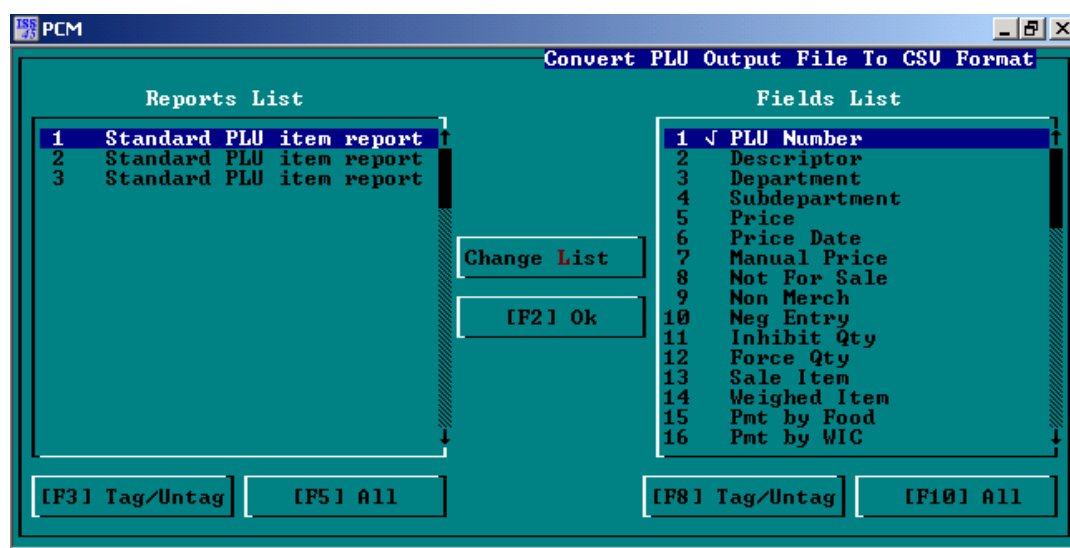 ISS
45 PCM
Convert PLU Output File To CSV Format
Reports List
1 Standard PLU item report
2 Standard PLU item report
3 Standard PLU item report
Change List
[F2] Ok
Fields List
1 √ PLU Number
2 Descriptor
3 Department
4 Subdepartment
5 Price
6 Price Date
7 Manual Price
8 Not For Sale
9 Non Merch
10 Neg Entry
11 Inhibit Qty
12 Force Qty
13 Sale Item
14 Weighed Item
15 Pmt by Food
16 Pmt by WIC
[F3] Tag/Untag [F5] All
[F8] Tag/Untag [F10] All